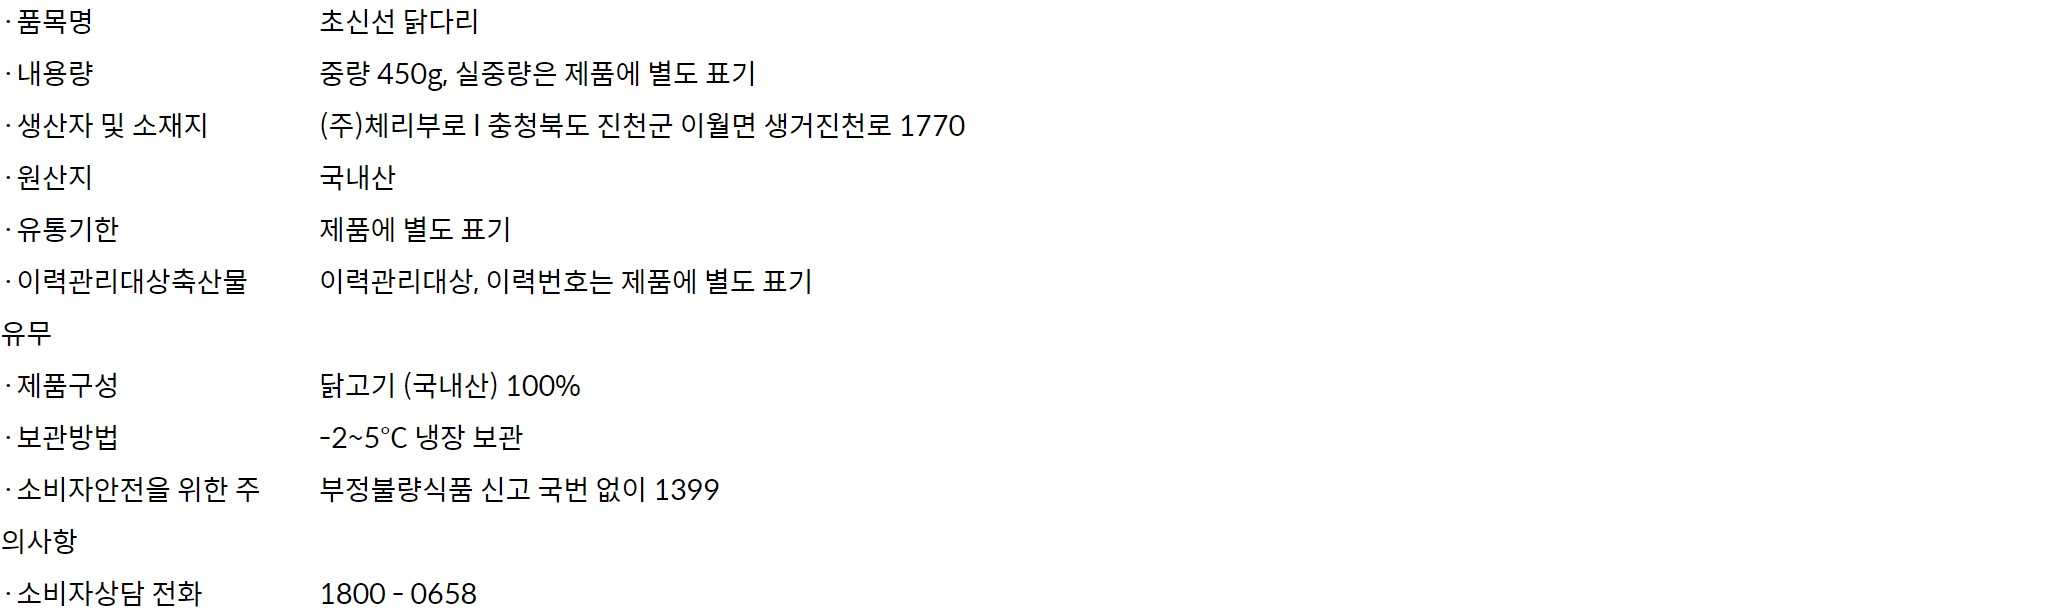 · 품목명 초신선 닭다리
· 내용량 중량 450g, 실중량은 제품에 별도 표기
· 생산자 및 소재지 (주)체리부로 I 충청북도 진천군 이월면 생거진천로 1770
· 원산지 국내산
· 유통기한 제품에 별도 표기
· 이력관리대상축산물 이력관리대상, 이력번호는 제품에 별도 표기
유무
· 제품구성 닭고기 (국내산) 100%
· 보관방법 -2~5℃ 냉장 보관
· 소비자안전을 위한 주 부정불량식품 신고 국번 없이 1399
의사항
· 소비자상담 전화 1800 - 0658